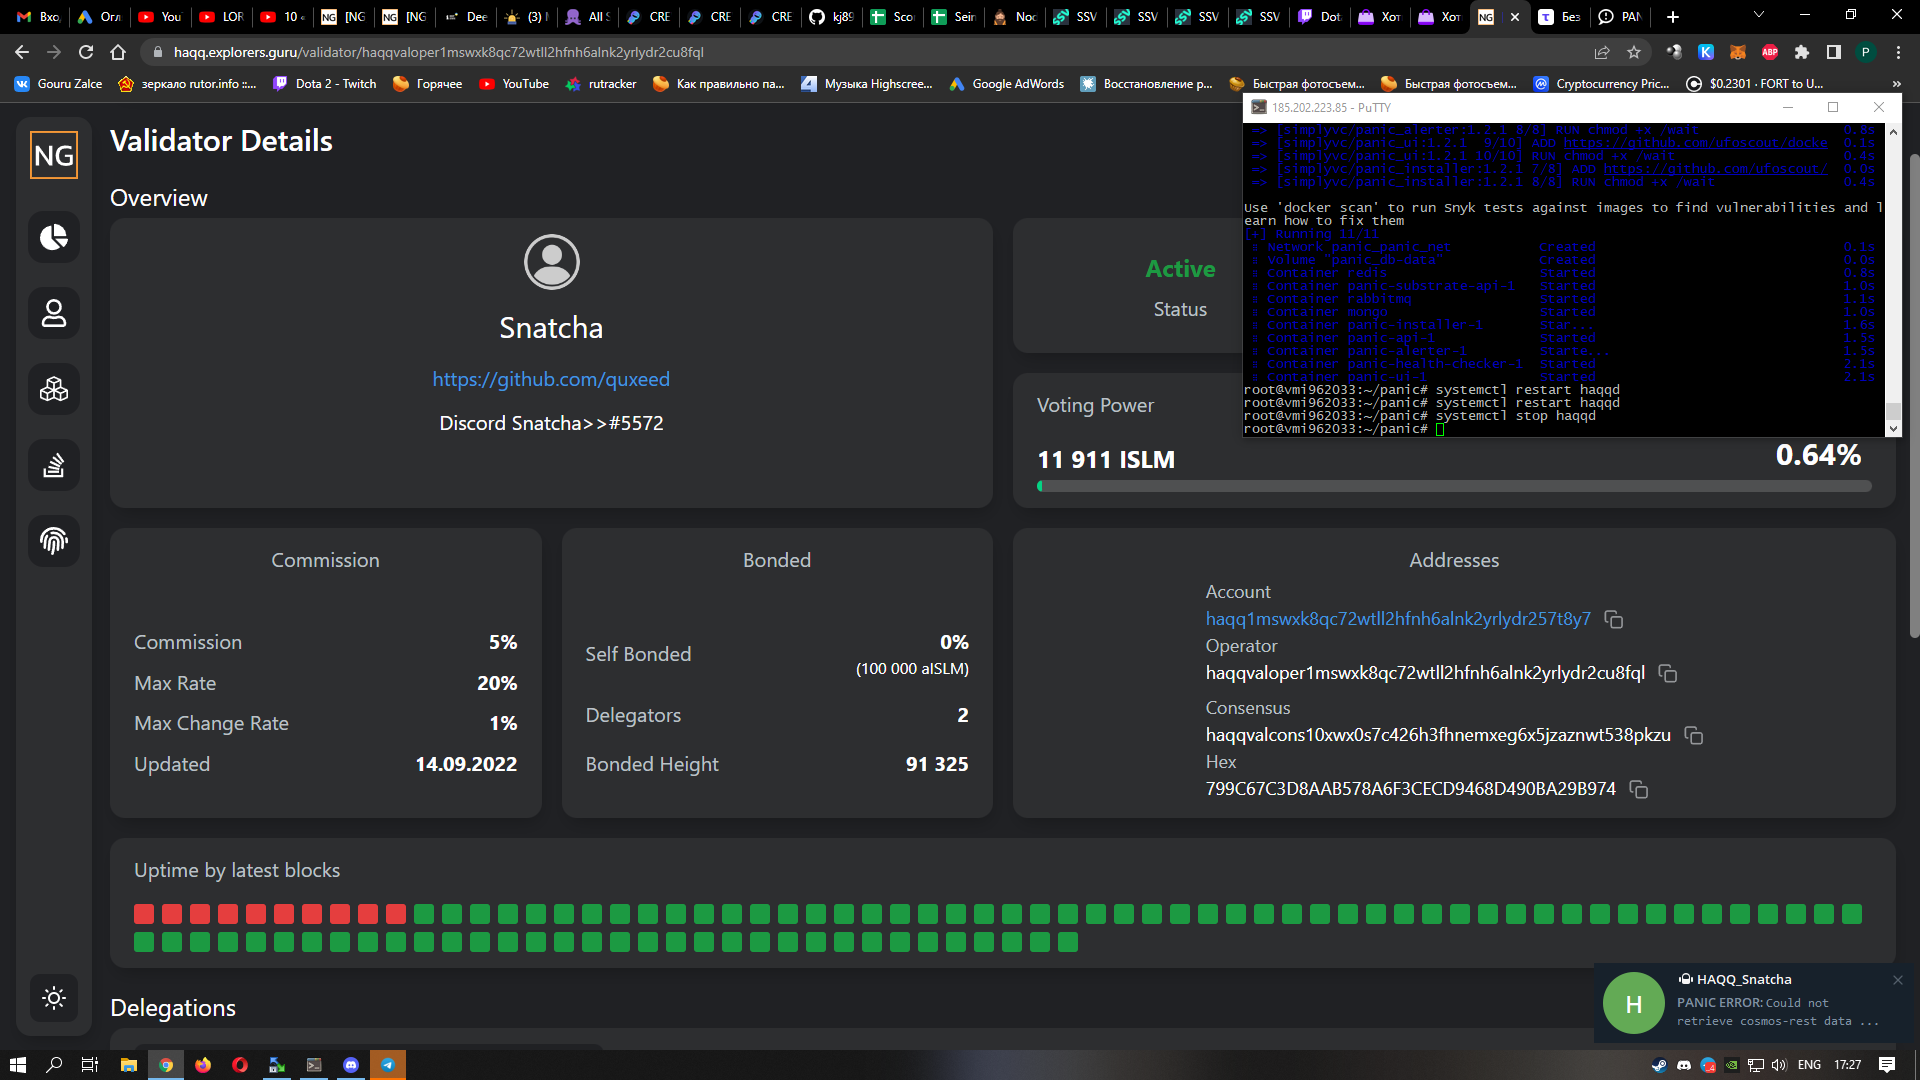 Вхо
Огл
You
LOF
10
[NG
[NG
Dee
(3)
All S
CRE
CRE
CRE
kj89
Sco
Sein
Noc
SSV
SSV
SSV
SSV
Dot
Хот
Хот
Без
PAN
haqq.explorers.guru/validator/haqqvaloper1mswxk8qc72wtll2hfnh6alnk2yrlydr2cu8fql
Gouru Zalce
зеркало rutor.info ::...
Dota 2 - Twitch
Горячее
YouTube
rutracker
Как правильно па...
Музыка Highscree...
Google AdWords
Восстановление р...
Быстрая фотосъем...
Быстрая фотосъем...
Cryptocurrency Pric...
$0.2301 · FORT to U...
185.202.223.85 - PuTTY
=> [simplyvc/panic_alerter:1.2.1 8/8] RUN chmod +x /wait 0.8s
=> [simplyvc/panic_ui:1.2.1  9/10] ADD https://github.com/ufoscout/docke 0.1s
=> [simplyvc/panic_ui:1.2.1 10/10] RUN chmod +x /wait 0.4s
=> [simplyvc/panic_installer:1.2.1 7/8] ADD https://github.com/ufoscout/ 0.0s
=> [simplyvc/panic_installer:1.2.1 8/8] RUN chmod +x /wait 0.4s
Use 'docker scan' to run Snyk tests against images to find vulnerabilities and l
earn how to fix them
[+] Running 11/11
Network panic_panic_net Created 0.1s
Volume "panic_db-data" Created 0.0s
Container redis Started 0.8s
Container panic-substrate-api-1 Started 1.0s
Container rabbitmq Started 1.1s
Container mongo Started 1.0s
Container panic-installer-1 Star... 1.6s
Container panic-api-1 Started 1.5s
Container panic-alerter-1 Starte... 1.5s
Container panic-health-checker-1 Started 2.1s
Container panic-ui-1 Started 2.1s
root@vmi962033:~/panic# systemctl restart haqqd
root@vmi962033:~/panic# systemctl restart haqqd
root@vmi962033:~/panic# systemctl stop haqqd
root@vmi962033:~/panic#
NG
Validator Details
Overview
Snatcha
https://github.com/quxeed
Discord Snatcha>>#5572
Active
Status
Voting Power
11 911 ISLM
0.64%
Commission
Commission 5%
Max Rate 20%
Max Change Rate 1%
Updated 14.09.2022
Bonded
Self Bonded 0%
(100 000 aISLM)
Delegators 2
Bonded Height 91 325
Addresses
Account
haqq1mswxk8qc72wtll2hfnh6alnk2yrlydr257t8y7
Operator
haqqvaloper1mswxk8qc72wtll2hfnh6alnk2yrlydr2cu8fql
Consensus
haqqvalcons10xwx0s7c426h3fhnemxeg6x5jzaznwt538pkzu
Hex
799C67C3D8AAB578A6F3CECD9468D490BA29B974
Uptime by latest blocks
Delegations
H
HAQQ_Snatcha
PANIC ERROR: Could not
retrieve cosmos-rest data ...
ENG
17:27